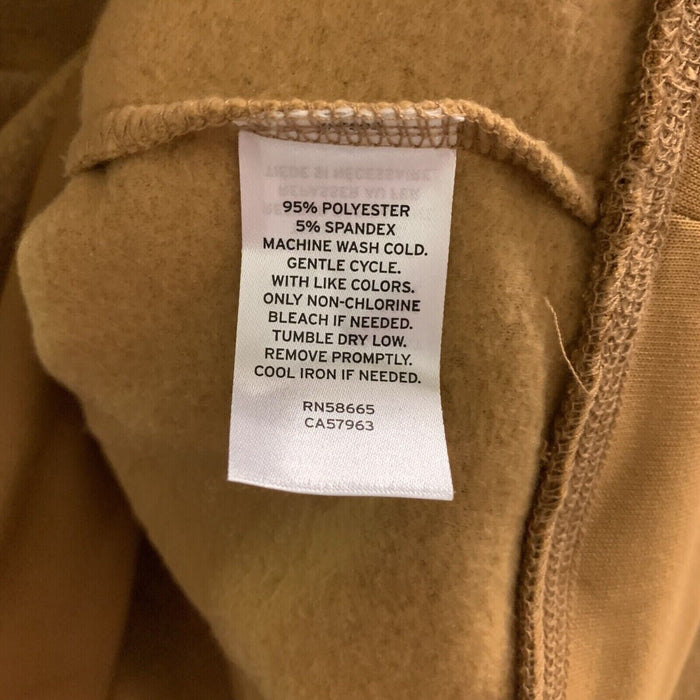 95% POLYESTER
5% SPANDEX
MACHINE WASH COLD.
GENTLE CYCLE.
WITH LIKE COLORS.
ONLY NON-CHLORINE
BLEACH IF NEEDED.
TUMBLE DRY LOW.
REMOVE PROMPTLY.
COOL IRON IF NEEDED.
RN58665
CA57963